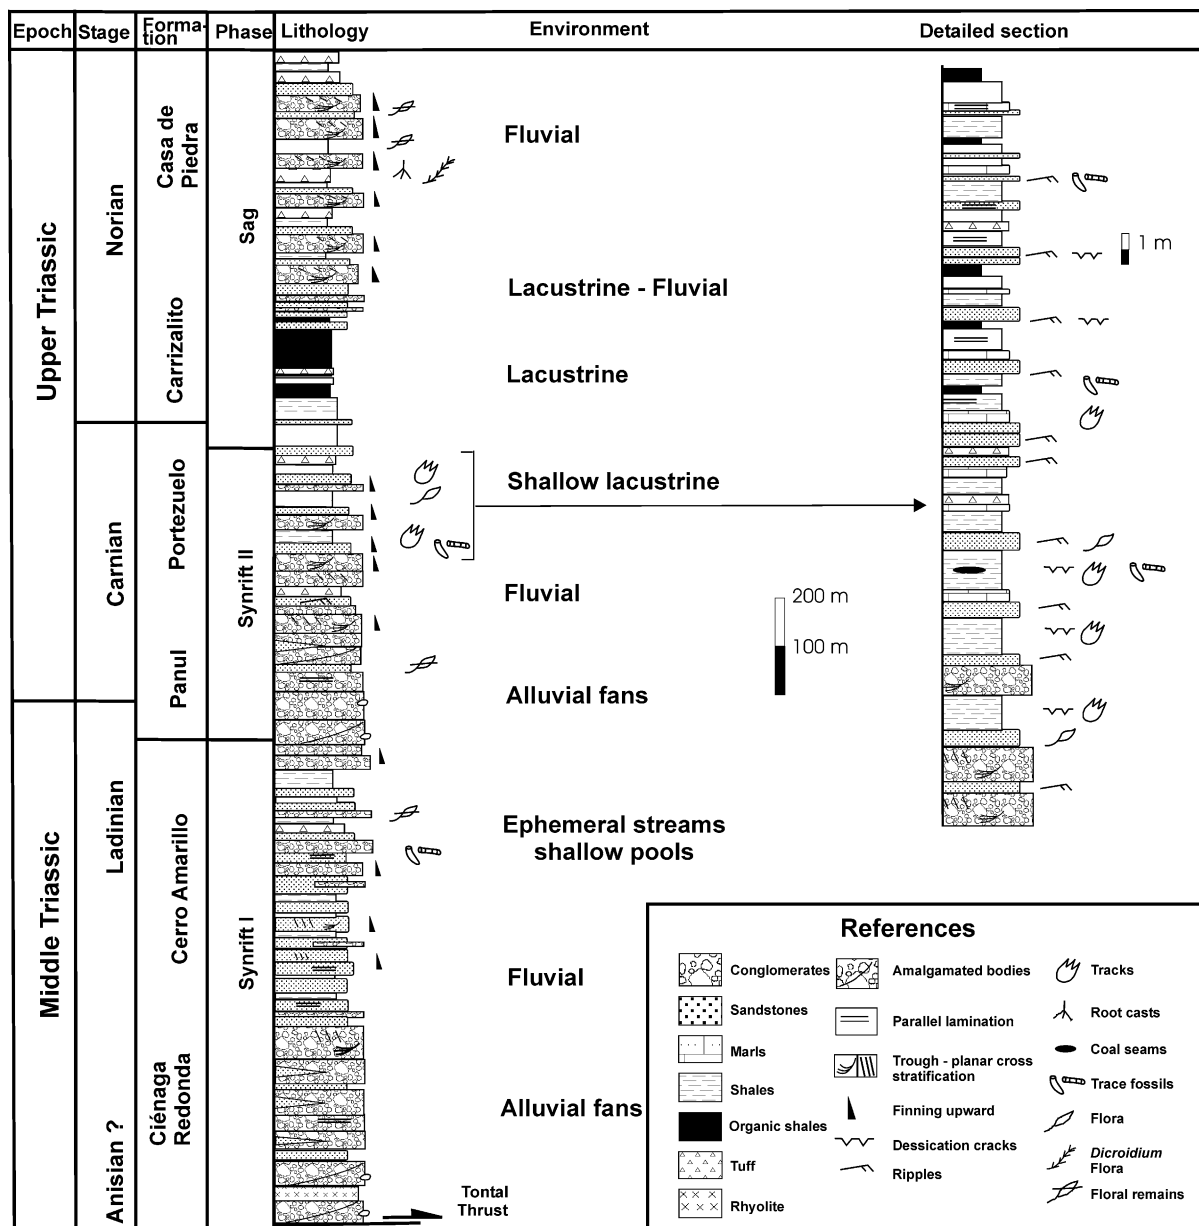 Epoch Stage Forma-
tion Phase Lithology Environment Detailed section
Upper Triassic
Middle Triassic
Norian
Carnian
Ladinian
Anisian ?
Casa de
Piedra
Carrizalito
Portezuelo
Panul
Cerro Amarillo
Ciénaga
Redonda
Sag
Synrift II
Synrift I
Fluvial
Lacustrine - Fluvial
Lacustrine
Shallow lacustrine
Fluvial
Alluvial fans
Ephemeral streams
shallow pools
Fluvial
Alluvial fans
Tontal
Thrust
200 m
100 m
1 m
References
Conglomerates
Sandstones
Marls
Shales
Organic shales
Tuff
Rhyolite
Amalgamated bodies
Parallel lamination
Trough - planar cross
stratification
Finning upward
Dessication cracks
Ripples
Tracks
Root casts
Coal seams
Trace fossils
Flora
Dicroidium
Flora
Floral remains